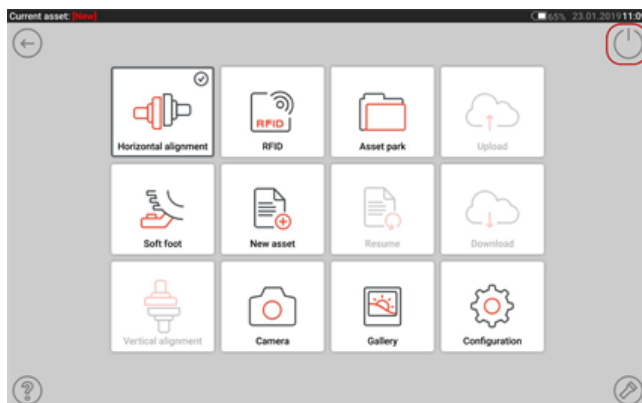 Current asset: [New]
65% 23.01.2019 11:09
Horizontal alignment
RFID
RFID
Asset park
Upload
Soft foot
New asset
Resume
Download
Vertical alignment
Camera
Gallery
Configuration
?